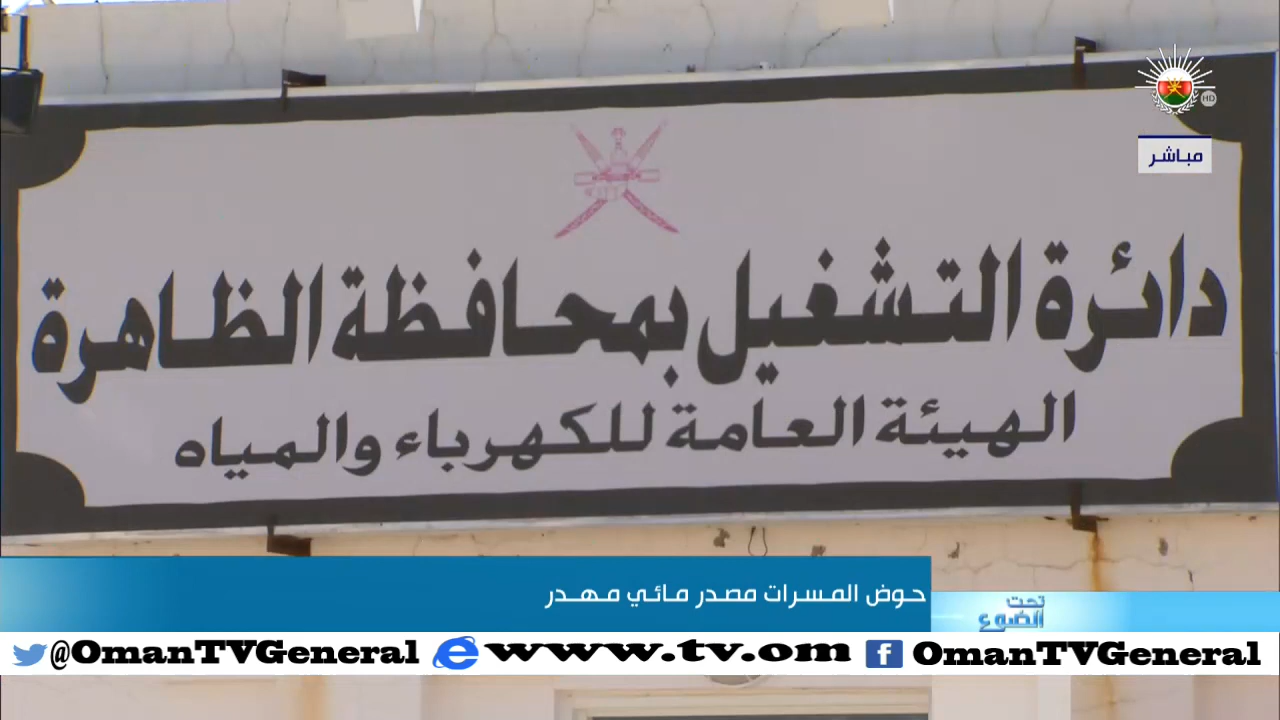 HD
مباشر
دائرة التشغيل بمحافظة الظاهرة
الهيئة العامة للكهرباء والمياه
حوض المسرات مصدر مائي مهدر
تحت
الضوء
@OmanTVGeneral www.tv.om OmanTVGeneral